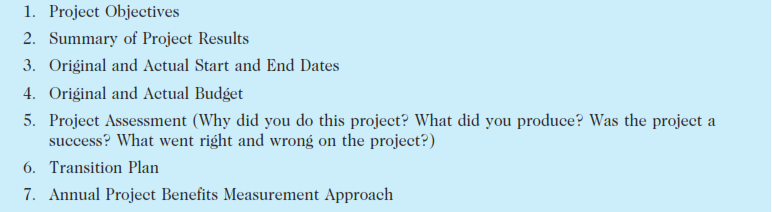 1. Project Objectives
2. Summary of Project Results
3. Original and Actual Start and End Dates
4. Original and Actual Budget
5. Project Assessment (Why did you do this project? What did you produce? Was the project a
success? What went right and wrong on the project?)
6. Transition Plan
7. Annual Project Benefits Measurement Approach